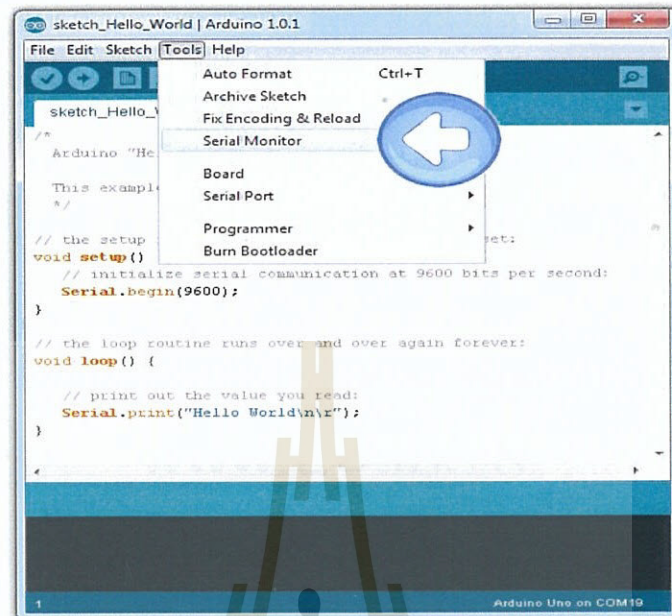 sketch_Hello_World | Arduino 1.0.1
File Edit Sketch Tools Help
Auto Format Ctrl+T
Archive Sketch
Fix Encoding & Reload
Serial Monitor
Board
Serial Port
Programmer
Burn Bootloader
sketch_Hello_
/*
Arduino "He
This exampl
*/
// the setup set:
void setup()
// initialize serial communication at 9600 bits per second:
Serial.begin(9600);
}
// the loop routine runs over and over again forever:
void loop() {
// print out the value you read:
Serial.print("Hello World\n\r");
}
1 Arduino Uno on COM19